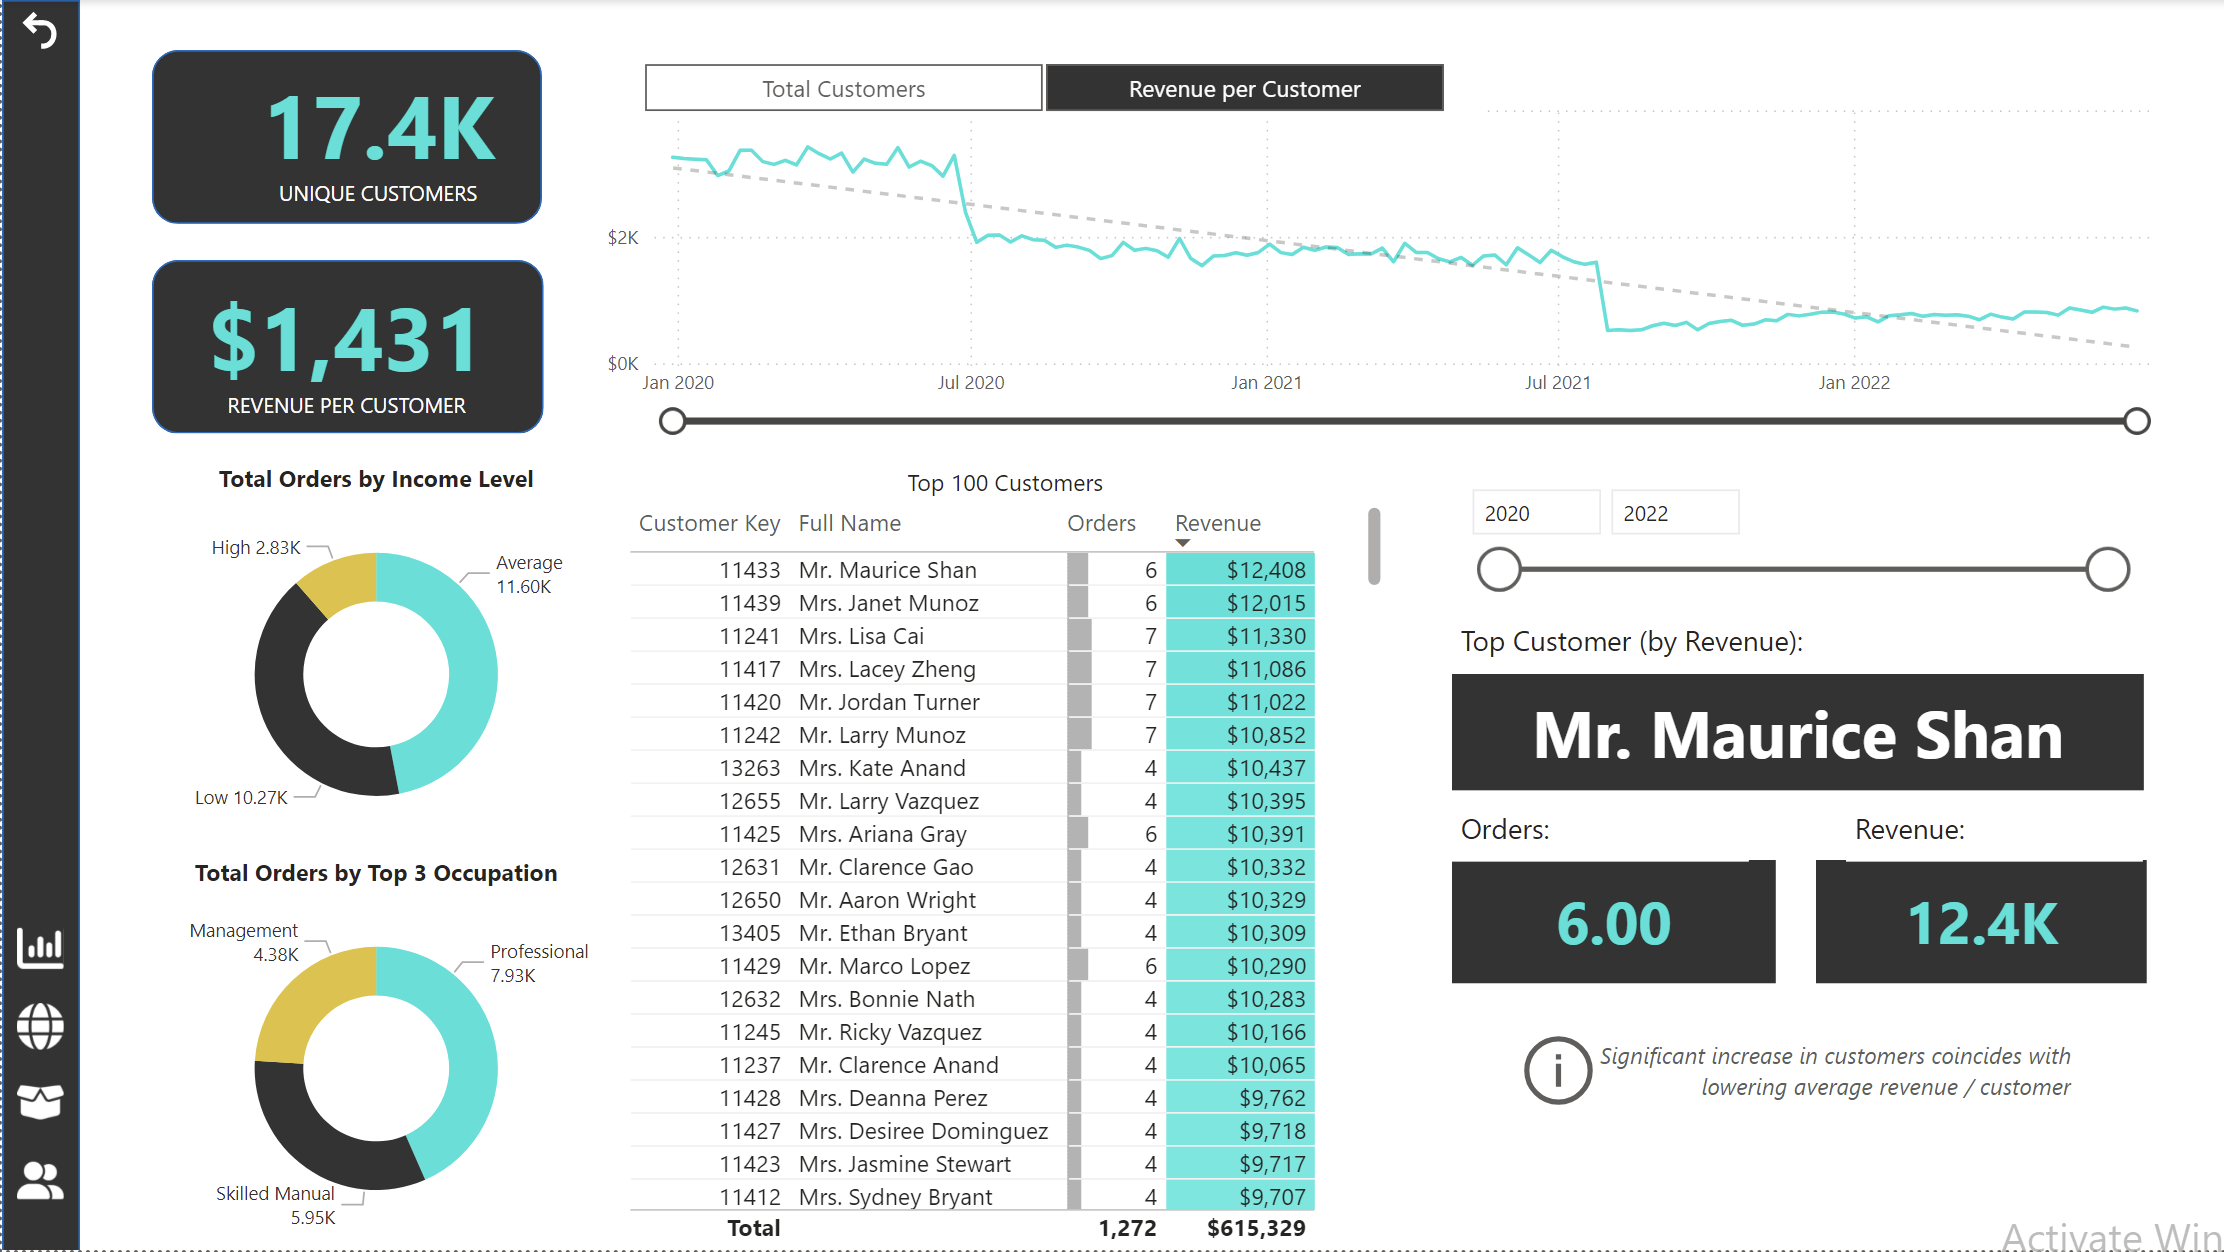 17.4K
UNIQUE CUSTOMERS
$1,431
REVENUE PER CUSTOMER
Total Customers
Revenue per Customer
$2K
$0K
Jan 2020 Jul 2020 Jan 2021 Jul 2021 Jan 2022
Total Orders by Income Level
High 2.83K
Average
11.60K
Low 10.27K
Total Orders by Top 3 Occupation
Management
4.38K
Professional
7.93K
Skilled Manual
5.95K
Top 100 Customers
Customer Key Full Name Orders Revenue
11433 Mr. Maurice Shan 6 $12,408
11439 Mrs. Janet Munoz 6 $12,015
11241 Mrs. Lisa Cai 7 $11,330
11417 Mrs. Lacey Zheng 7 $11,086
11420 Mr. Jordan Turner 7 $11,022
11242 Mr. Larry Munoz 7 $10,852
13263 Mrs. Kate Anand 4 $10,437
12655 Mr. Larry Vazquez 4 $10,395
11425 Mrs. Ariana Gray 6 $10,391
12631 Mr. Clarence Gao 4 $10,332
12650 Mr. Aaron Wright 4 $10,329
13405 Mr. Ethan Bryant 4 $10,309
11429 Mr. Marco Lopez 6 $10,290
12632 Mrs. Bonnie Nath 4 $10,283
11245 Mr. Ricky Vazquez 4 $10,166
11237 Mr. Clarence Anand 4 $10,065
11428 Mrs. Deanna Perez 4 $9,762
11427 Mrs. Desiree Dominguez 4 $9,718
11423 Mrs. Jasmine Stewart 4 $9,717
11412 Mrs. Sydney Bryant 4 $9,707
Total 1,272 $615,329
2020 2022
Top Customer (by Revenue):
Mr. Maurice Shan
Orders: Revenue:
6.00 12.4K
Significant increase in customers coincides with
lowering average revenue / customer
Activate Win